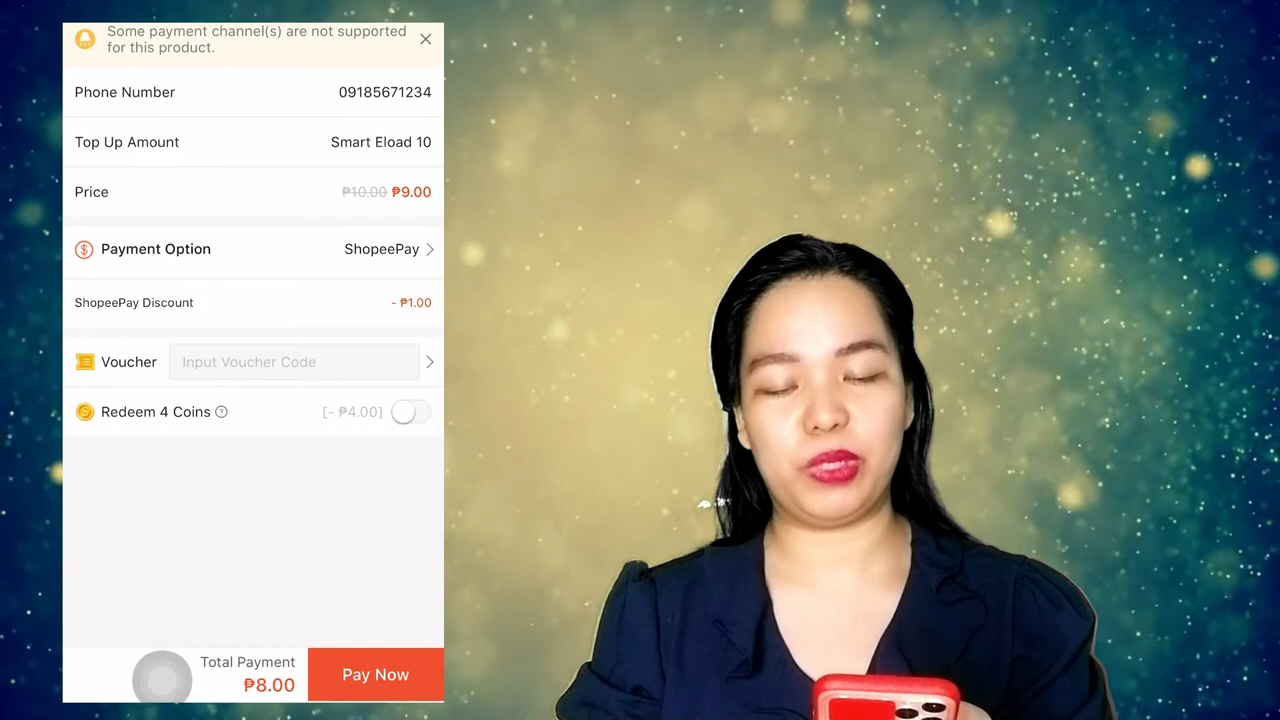 Some payment channel(s) are not supported
for this product.
Phone Number 09185671234
Top Up Amount Smart Eload 10
Price ₱10.00 ₱9.00
Payment Option ShopeePay
ShopeePay Discount - ₱1.00
Voucher Input Voucher Code
Redeem 4 Coins [- ₱4.00]
Total Payment
₱8.00
Pay Now